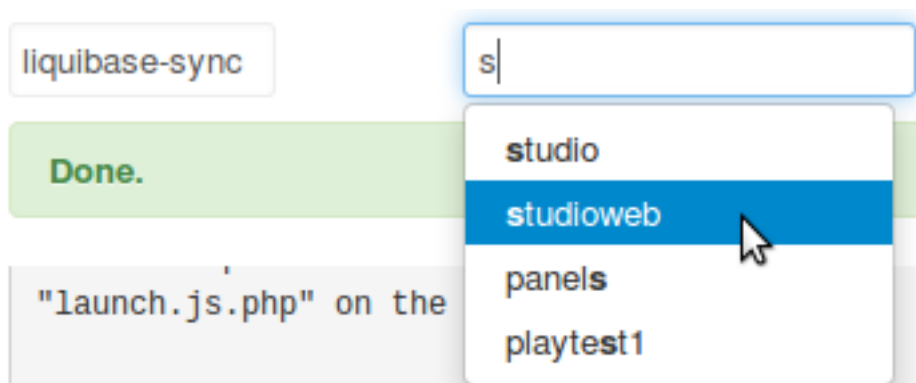 liquibase-sync
s
Done.
studio
studioweb
panels
playtest1
"launch.js.php" on the